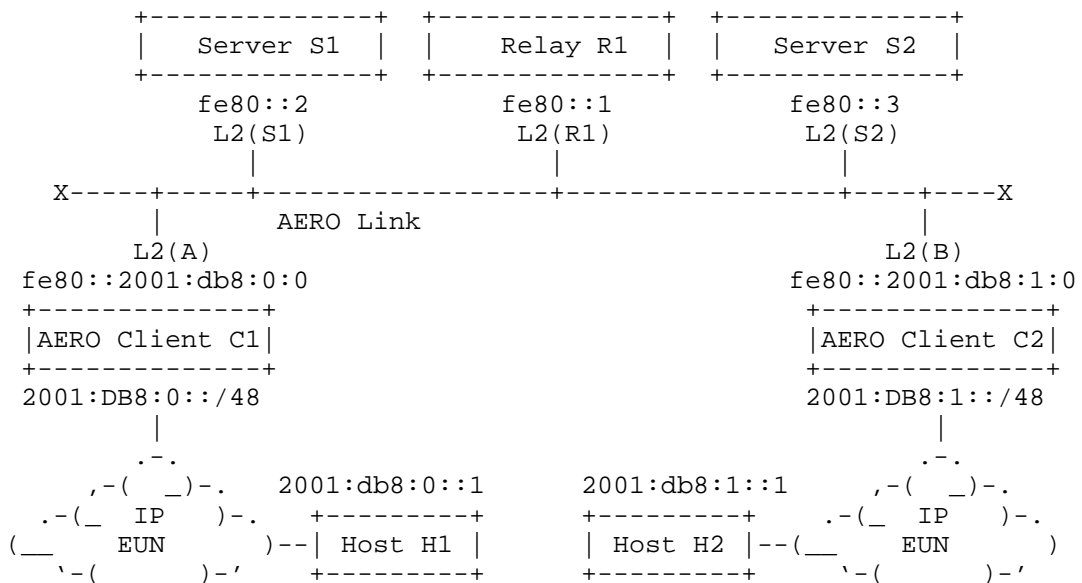 Server S1 Relay R1 Server S2
fe80::2 fe80::1 fe80::3
L2(S1) L2(R1) L2(S2)
X X
AERO Link
L2(A) L2(B)
fe80::2001:db8:0:0 fe80::2001:db8:1:0
AERO Client C1 AERO Client C2
2001:DB8:0::/48 2001:DB8:1::/48
2001:db8:0::1 2001:db8:1::1
IP IP
EUN Host H1 Host H2 EUN